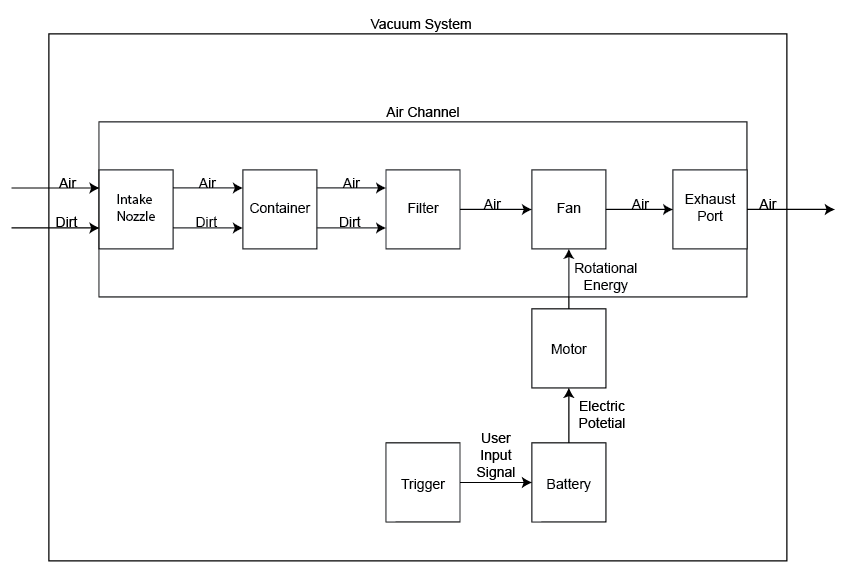 Vacuum System
Air Channel
Air
Air
Air
Dirt
Dirt
Dirt
Intake
Nozzle
Container
Filter
Air
Fan
Air
Exhaust
Port
Air
Rotational
Energy
Motor
Electric
Potetial
User
Input
Signal
Trigger
Battery